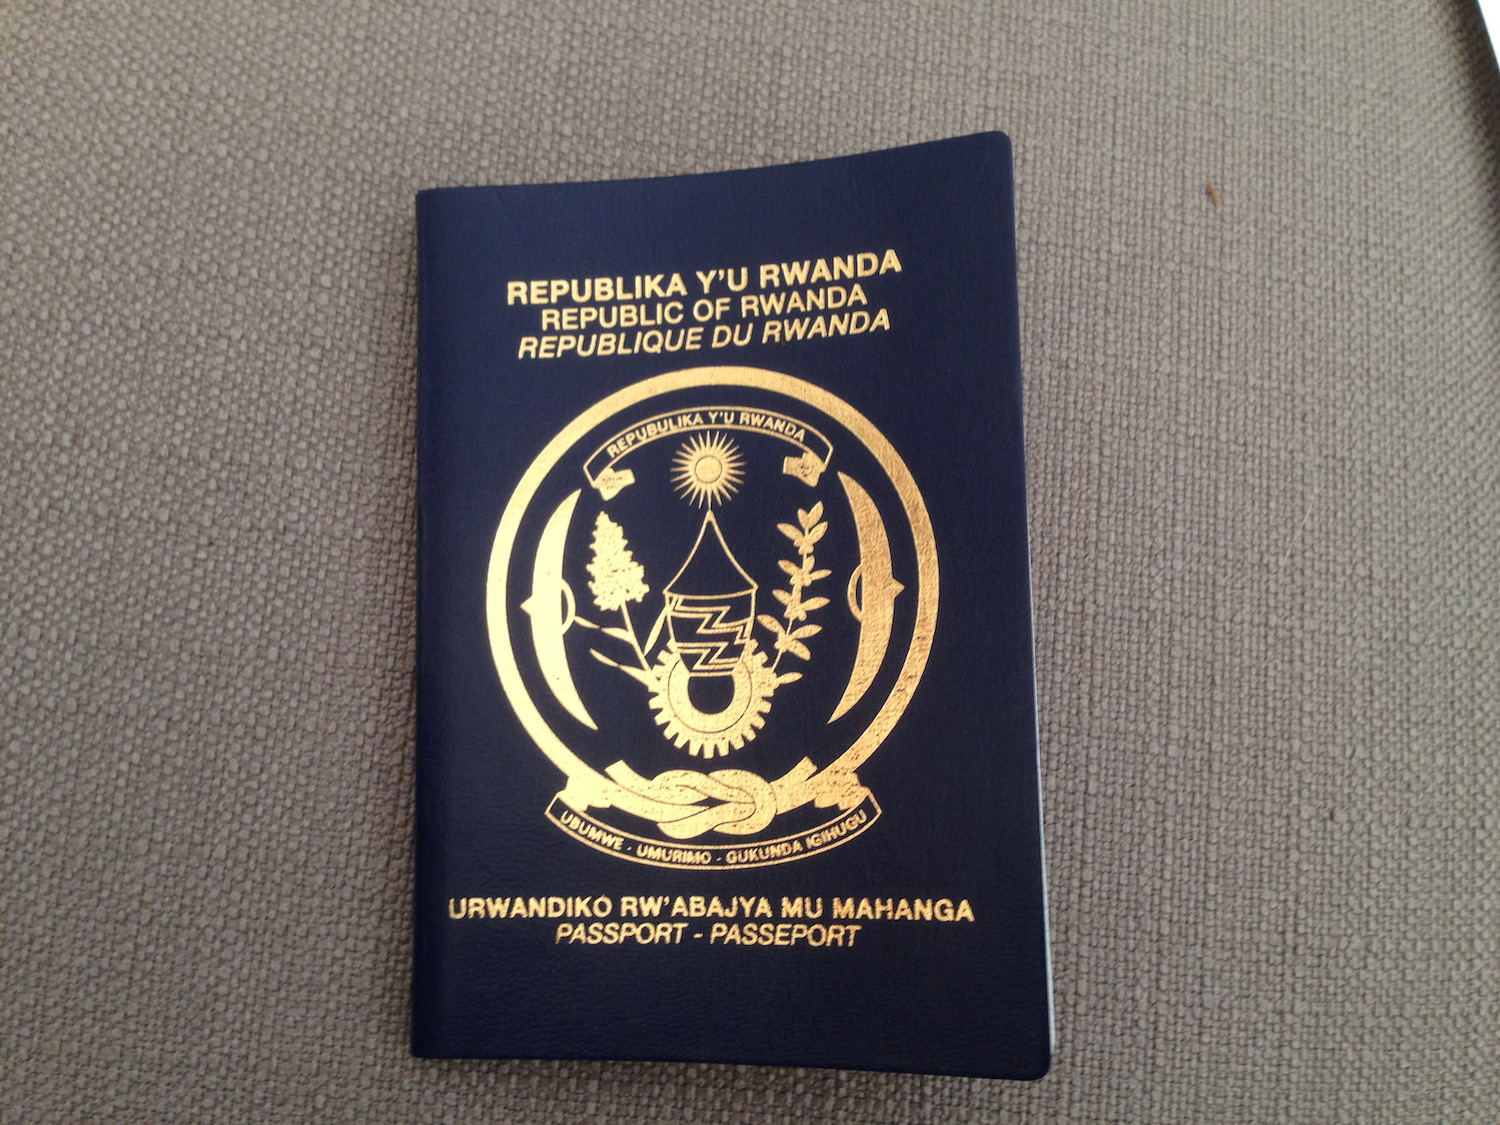 REPUBLIKA Y'U RWANDA
REPUBLIC OF RWANDA
REPUBLIQUE DU RWANDA
REPUBULIKA Y'U RWANDA
UBUMWE - UMURIMO - GUKUNDA IGIHUGU
URWANDIKO RW'ABAJYA MU MAHANGA
PASSPORT - PASSEPORT